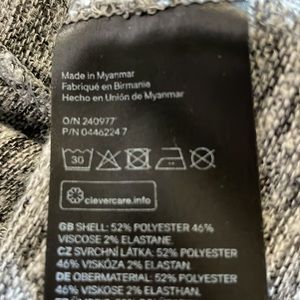 Made in Myanmar
Fabriqué en Birmanie
Hecho en Unión de Myanmar
O/N 240977
P/N 0446224 7
30
clevercare.info
GB SHELL: 52% POLYESTER 46%
VISCOSE 2% ELASTANE.
CZ SVRCHNÍ LÁTKA: 52% POLYESTER
46% VISKÓZA 2% ELASTAN.
DE OBERMATERIAL: 52% POLYESTER
46% VISKOSE 2% ELASTHAN.